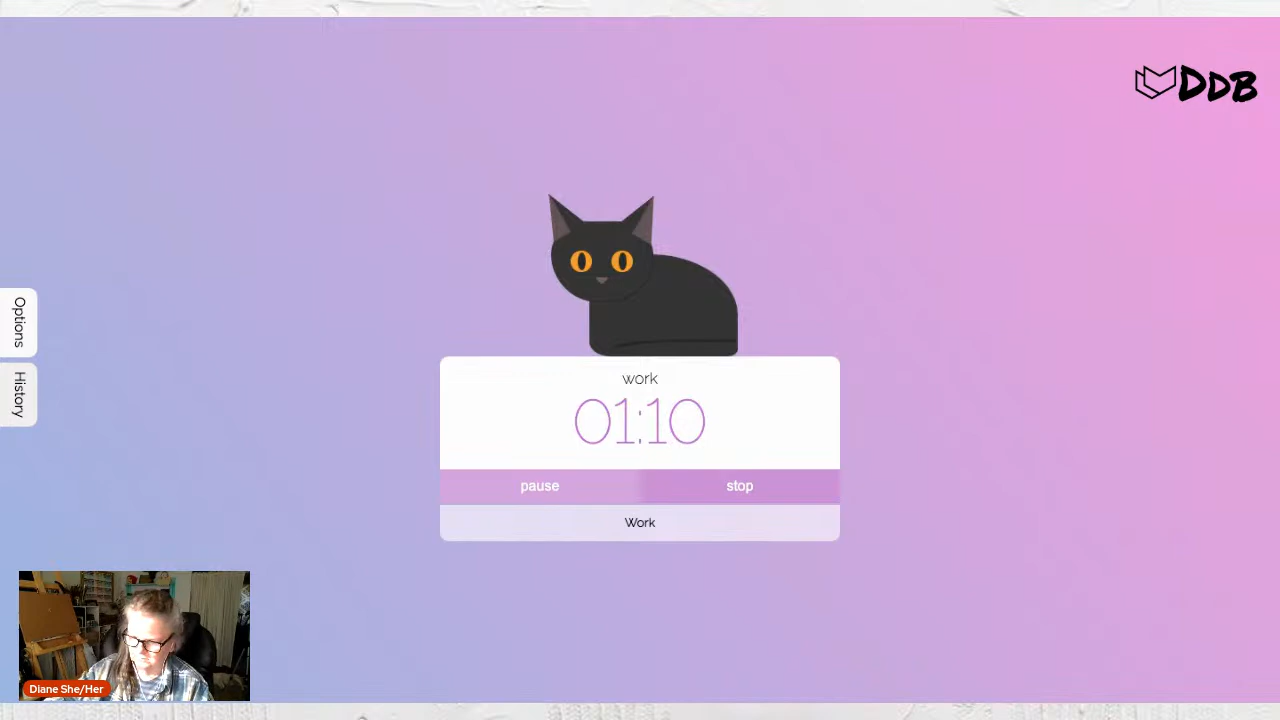 DDB
Options
History
work
01:10
pause
stop
Work
Diane She/Her